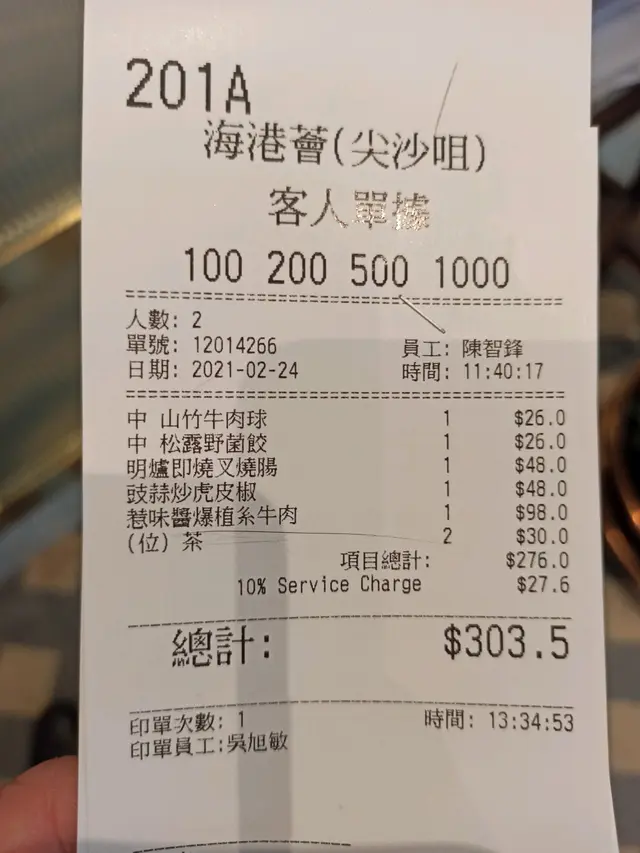 201A
海港薈(尖沙咀)
客人單據
100 200 500 1000
人數: 2
單號: 12014266 員工: 陳智鋒
日期: 2021-02-24 時間: 11:40:17
中 山竹牛肉球 1 $26.0
中 松露野菌餃 1 $26.0
明爐即燒叉燒腸 1 $48.0
豉蒜炒虎皮椒 1 $48.0
惹味醬爆植系牛肉 1 $98.0
(位) 茶 2 $30.0
項目總計: $276.0
10% Service Charge $27.6
總計: $303.5
印單次數: 1 時間: 13:34:53
印單員工:吳旭敏